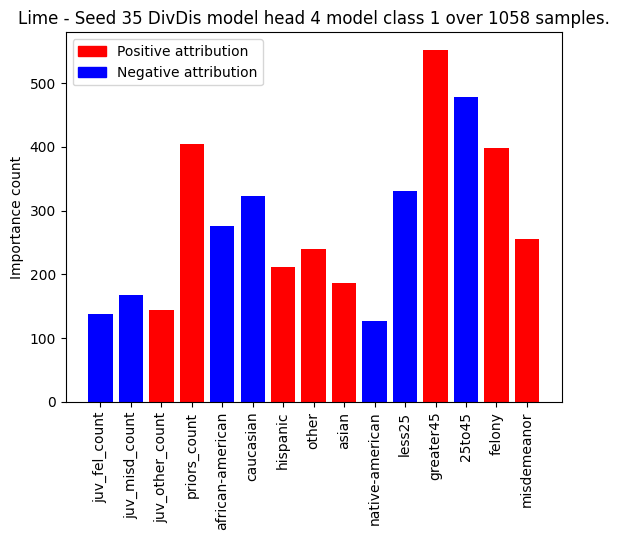 Lime - Seed 35 DivDis model head 4 model class 1 over 1058 samples.
Positive attribution
Negative attribution
Importance count
500
400
300
200
100
0
juv_fel_count
juv_misd_count
juv_other_count
priors_count
african-american
caucasian
hispanic
other
asian
native-american
less25
greater45
25to45
felony
misdemeanor